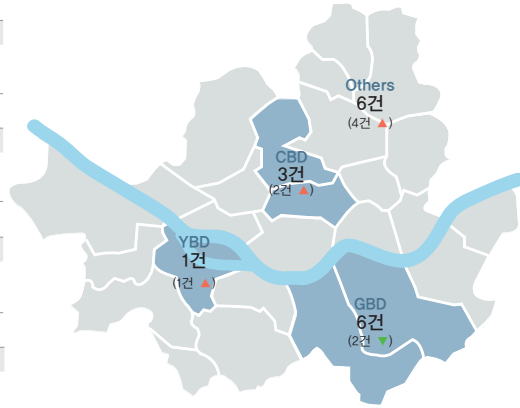 Others
6건
(4건 ▲)
CBD
3건
(2건 ▲)
YBD
1건
(1건 ▲)
GBD
6건
(2건 ▼)